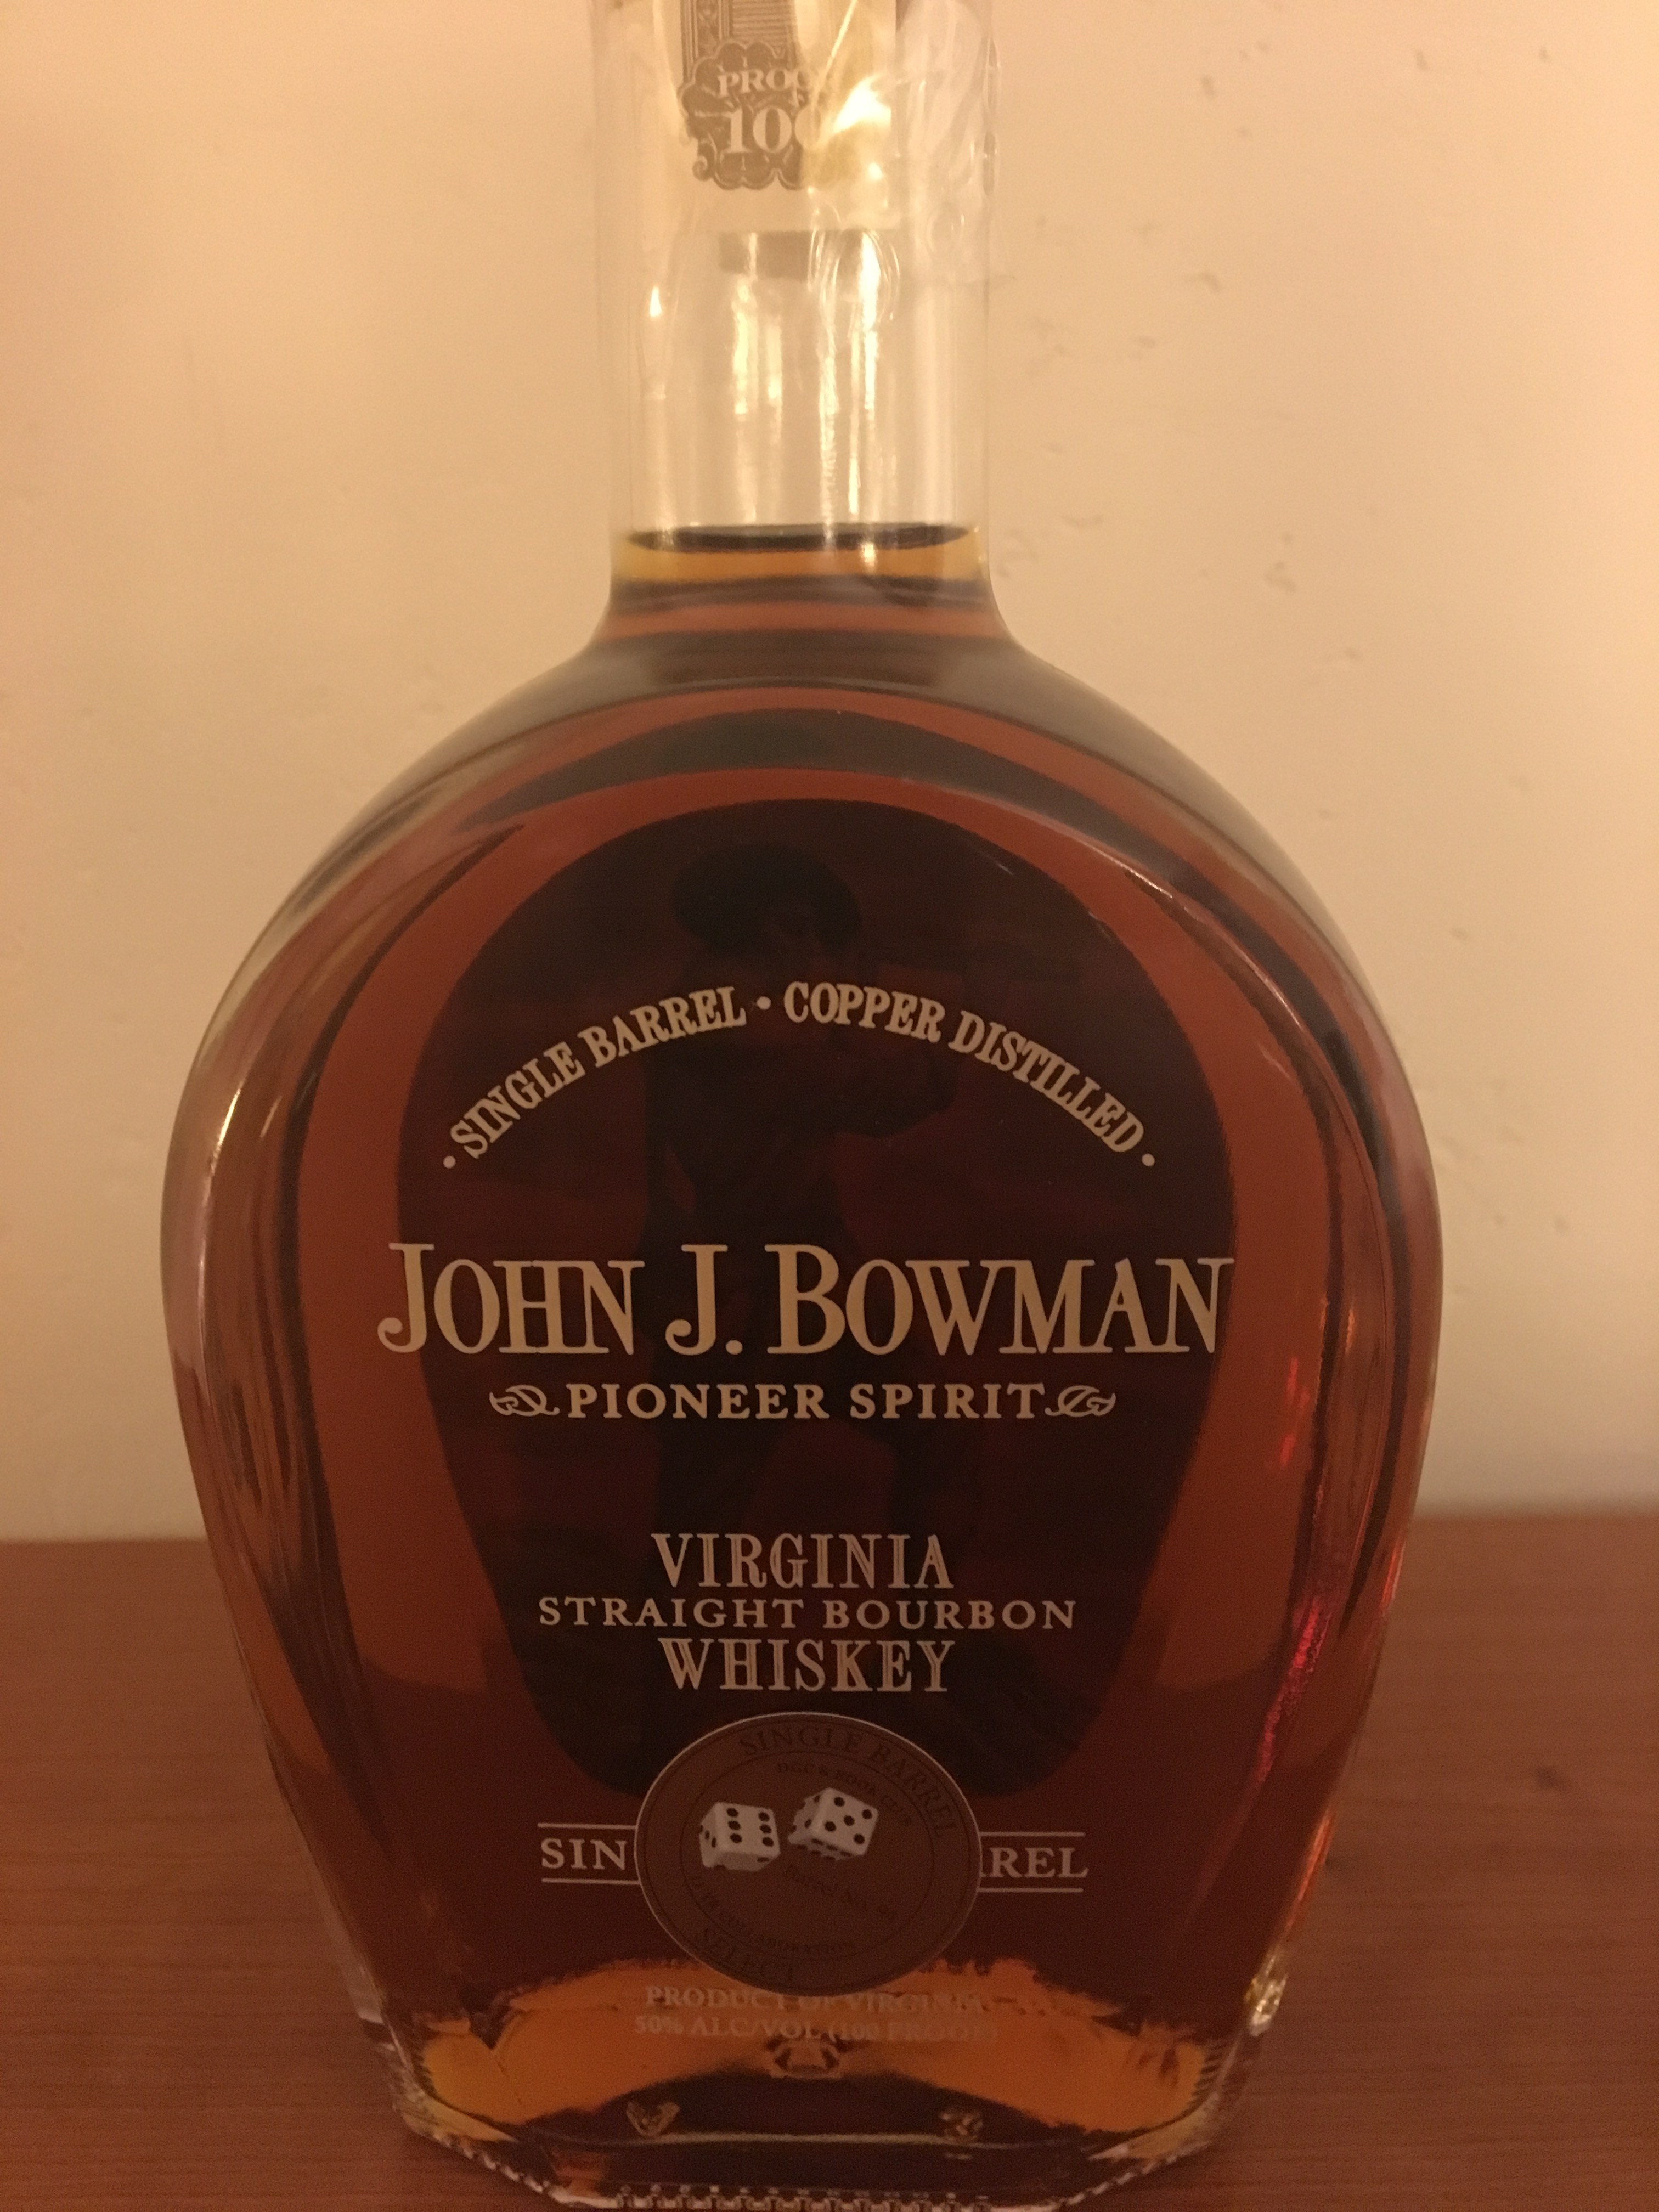 PROOF
100
• SINGLE BARREL • COPPER DISTILLED •
JOHN J. BOWMAN
PIONEER SPIRIT
VIRGINIA
STRAIGHT BOURBON
WHISKEY
SINGLE BARREL
SELECT
SIN
REL
PRODUCT OF VIRGINIA
50% ALC/VOL (100 PROOF)